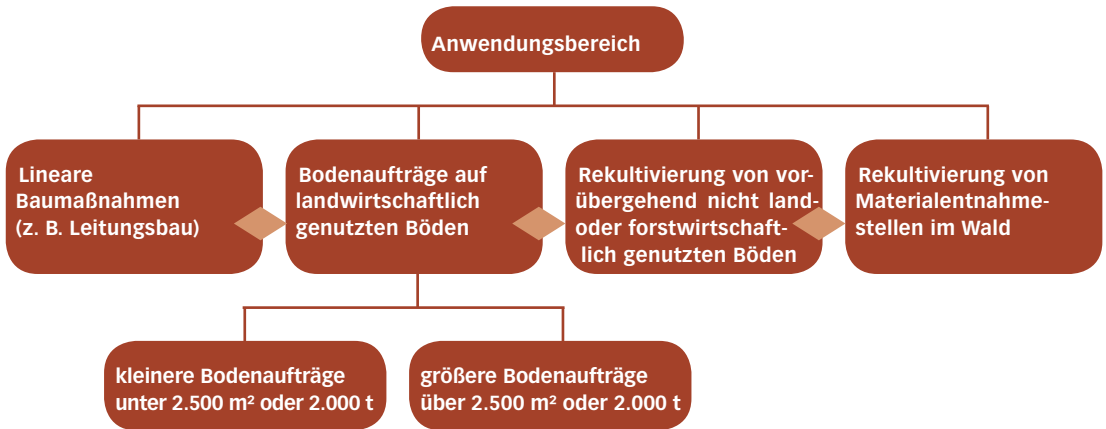 Anwendungsbereich
Lineare
Baumaßnahmen
(z. B. Leitungsbau)
Bodenaufträge auf
landwirtschaftlich
genutzten Böden
Rekultivierung von vor-
übergehend nicht land-
oder forstwirtschaft-
lich genutzten Böden
Rekultivierung von
Materialentnahme-
stellen im Wald
kleinere Bodenaufträge
unter 2.500 m² oder 2.000 t
größere Bodenaufträge
über 2.500 m² oder 2.000 t